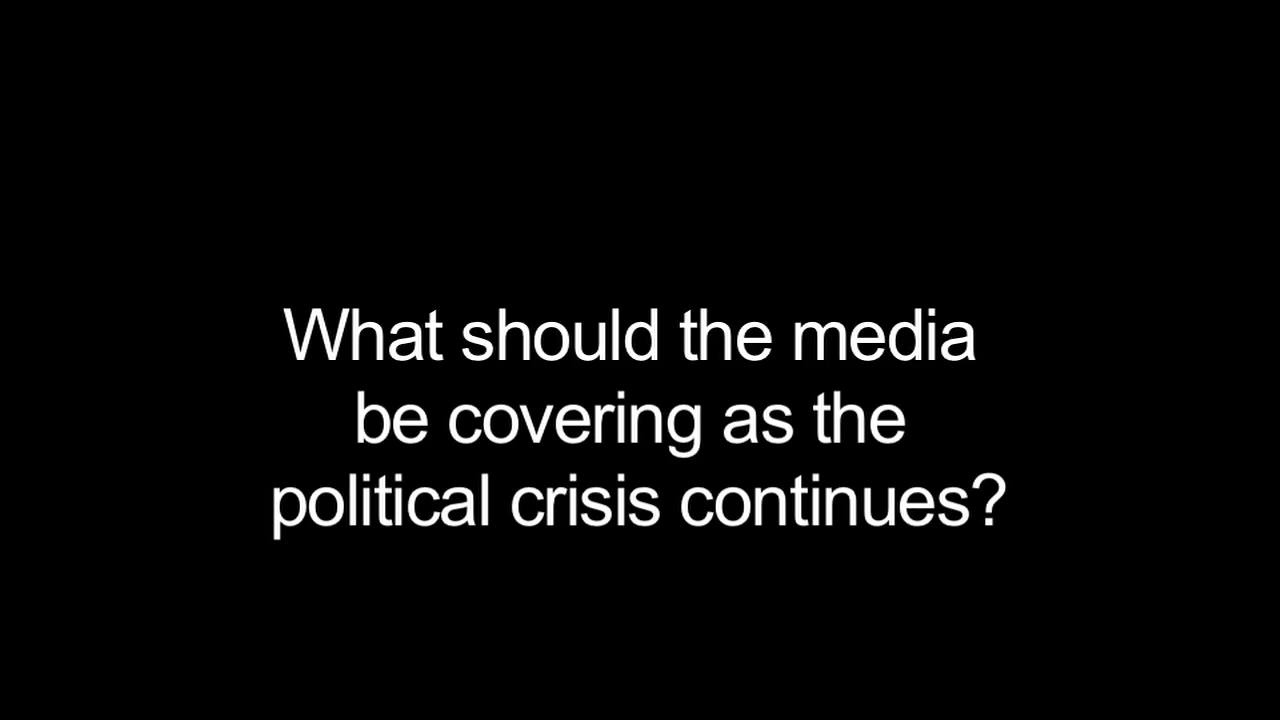 What should the media
be covering as the
political crisis continues?